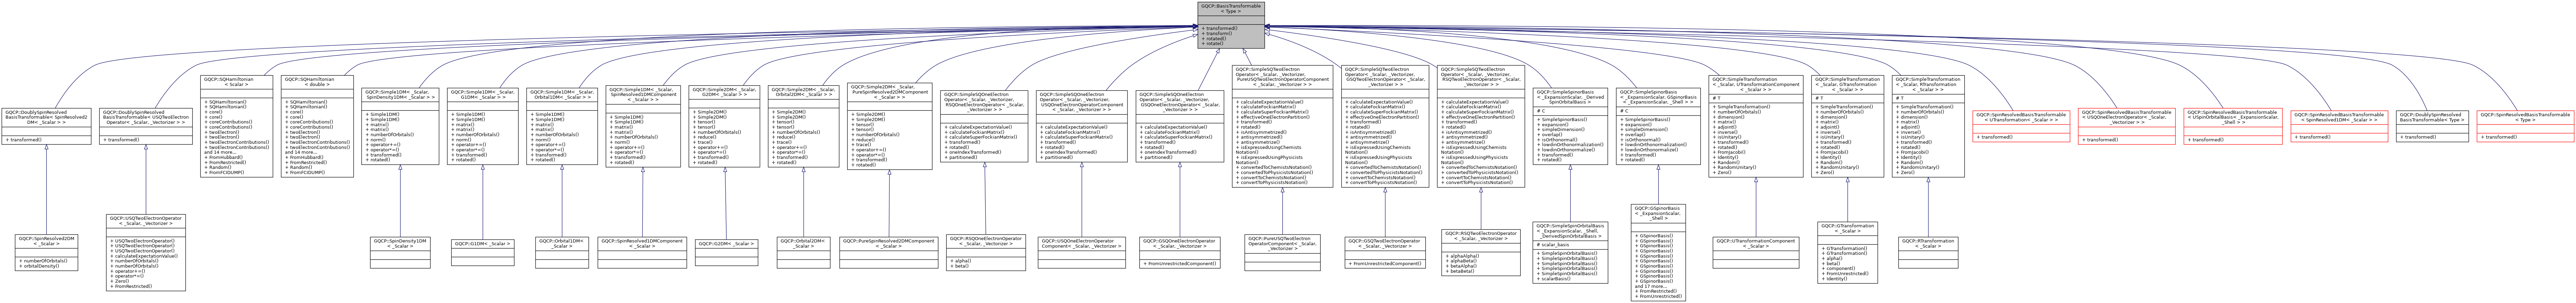 GQCP::BasisTransformable
< Type >
+ transformed()
+ transform()
+ rotated()
+ rotate()
GQCP::DoublySpinResolved
BasisTransformable< SpinResolved2
DM< _Scalar > >
+ transformed()
GQCP::DoublySpinResolved
BasisTransformable< USQTwoElectron
Operator< _Scalar, _Vectorizer > >
+ transformed()
GQCP::SQHamiltonian
< _Scalar >
+ SQHamiltonian()
+ SQHamiltonian()
+ core()
+ core()
+ coreContributions()
+ coreContributions()
+ twoElectron()
+ twoElectron()
+ twoElectronContributions()
+ twoElectronContributions()
and 14 more...
+ FromHubbard()
+ FromRestricted()
+ Random()
+ FromFCIDUMP()
GQCP::SQHamiltonian
< double >
+ SQHamiltonian()
+ SQHamiltonian()
+ core()
+ core()
+ coreContributions()
+ coreContributions()
+ twoElectron()
+ twoElectron()
+ twoElectronContributions()
+ twoElectronContributions()
and 14 more...
+ FromHubbard()
+ FromRestricted()
+ Random()
+ FromFCIDUMP()
GQCP::Simple1DM< _Scalar,
SpinDensity1DM< _Scalar > >
+ Simple1DM()
+ Simple1DM()
+ matrix()
+ matrix()
+ numberOfOrbitals()
+ norm()
+ operator+=()
+ operator*=()
+ transformed()
+ rotated()
GQCP::Simple1DM< _Scalar,
G1DM< _Scalar > >
+ Simple1DM()
+ Simple1DM()
+ matrix()
+ matrix()
+ numberOfOrbitals()
+ norm()
+ operator+=()
+ operator*=()
+ transformed()
+ rotated()
GQCP::Simple1DM< _Scalar,
Orbital1DM< _Scalar > >
+ Simple1DM()
+ Simple1DM()
+ matrix()
+ matrix()
+ numberOfOrbitals()
+ norm()
+ operator+=()
+ operator*=()
+ transformed()
+ rotated()
GQCP::Simple1DM< _Scalar,
SpinResolved1DMComponent
< _Scalar > >
+ Simple1DM()
+ Simple1DM()
+ matrix()
+ matrix()
+ numberOfOrbitals()
+ norm()
+ operator+=()
+ operator*=()
+ transformed()
+ rotated()
GQCP::Simple2DM< _Scalar,
G2DM< _Scalar > >
+ Simple2DM()
+ Simple2DM()
+ tensor()
+ tensor()
+ numberOfOrbitals()
+ reduce()
+ trace()
+ operator+=()
+ operator*=()
+ transformed()
+ rotated()
GQCP::Simple2DM< _Scalar,
Orbital2DM< _Scalar > >
+ Simple2DM()
+ Simple2DM()
+ tensor()
+ tensor()
+ numberOfOrbitals()
+ reduce()
+ trace()
+ operator+=()
+ operator*=()
+ transformed()
+ rotated()
GQCP::Simple2DM< _Scalar,
PureSpinResolved2DMComponent
< _Scalar > >
+ Simple2DM()
+ Simple2DM()
+ tensor()
+ tensor()
+ numberOfOrbitals()
+ reduce()
+ trace()
+ operator+=()
+ operator*=()
+ transformed()
+ rotated()
GQCP::SimpleSQOneElectron
Operator< _Scalar, _Vectorizer,
RSQOneElectronOperator
< _Scalar, _Vectorizer > >
+ calculateExpectationValue()
+ calculateFockianMatrix()
+ calculateSuperFockianMatrix()
+ transformed()
+ rotated()
+ oneIndexTransformed()
+ partitioned()
GQCP::SimpleSQOneElectron
Operator< _Scalar, _Vectorizer,
USQOneElectronOperatorComponent
< _Scalar, _Vectorizer > >
+ calculateExpectationValue()
+ calculateFockianMatrix()
+ calculateSuperFockianMatrix()
+ transformed()
+ rotated()
+ oneIndexTransformed()
+ partitioned()
GQCP::SimpleSQOneElectron
Operator< _Scalar, _Vectorizer,
GSQOneElectronOperator< _Scalar,
_Vectorizer > >
+ calculateExpectationValue()
+ calculateFockianMatrix()
+ calculateSuperFockianMatrix()
+ transformed()
+ rotated()
+ oneIndexTransformed()
+ partitioned()
GQCP::SimpleSQTwoElectron
Operator< _Scalar, _Vectorizer,
PureUSQTwoElectronOperatorComponent
< _Scalar, _Vectorizer > >
+ calculateExpectationValue()
+ calculateFockianMatrix()
+ calculateSuperFockianMatrix()
+ effectiveOneElectronPartition()
+ transformed()
+ rotated()
+ isAntisymmetrized()
+ antisymmetrized()
+ antisymmetrize()
+ isExpressedUsingChemists
Notation()
+ isExpressedUsingPhysicists
Notation()
+ convertedToChemistsNotation()
+ convertedToPhysicistsNotation()
+ convertToChemistsNotation()
+ convertToPhysicistsNotation()
GQCP::SimpleSQTwoElectron
Operator< _Scalar, _Vectorizer,
GSQTwoElectronOperator< _Scalar,
_Vectorizer > >
+ calculateExpectationValue()
+ calculateFockianMatrix()
+ calculateSuperFockianMatrix()
+ effectiveOneElectronPartition()
+ transformed()
+ rotated()
+ isAntisymmetrized()
+ antisymmetrized()
+ antisymmetrize()
+ isExpressedUsingChemists
Notation()
+ isExpressedUsingPhysicists
Notation()
+ convertedToChemistsNotation()
+ convertedToPhysicistsNotation()
+ convertToChemistsNotation()
+ convertToPhysicistsNotation()
GQCP::SimpleSQTwoElectron
Operator< _Scalar, _Vectorizer,
RSQTwoElectronOperator< _Scalar,
_Vectorizer > >
+ calculateExpectationValue()
+ calculateFockianMatrix()
+ calculateSuperFockianMatrix()
+ effectiveOneElectronPartition()
+ transformed()
+ rotated()
+ isAntisymmetrized()
+ antisymmetrized()
+ antisymmetrize()
+ isExpressedUsingChemists
Notation()
+ isExpressedUsingPhysicists
Notation()
+ convertedToChemistsNotation()
+ convertedToPhysicistsNotation()
+ convertToChemistsNotation()
+ convertToPhysicistsNotation()
GQCP::SimpleSpinorBasis
< _ExpansionScalar, _Derived
SpinOrbitalBasis >
# C
+ SimpleSpinorBasis()
+ expansion()
+ simpleDimension()
+ overlap()
+ isOrthonormal()
+ lowdinOrthonormalization()
+ lowdinOrthonormalize()
+ transformed()
+ rotated()
GQCP::SimpleSpinorBasis
< _ExpansionScalar, GSpinorBasis
< _ExpansionScalar, _Shell > >
# C
+ SimpleSpinorBasis()
+ expansion()
+ simpleDimension()
+ overlap()
+ isOrthonormal()
+ lowdinOrthonormalization()
+ lowdinOrthonormalize()
+ transformed()
+ rotated()
GQCP::SimpleTransformation
< _Scalar, UTransformationComponent
< _Scalar > >
# T
+ SimpleTransformation()
+ numberOfOrbitals()
+ dimension()
+ matrix()
+ adjoint()
+ inverse()
+ isUnitary()
+ transformed()
+ rotated()
+ FromJacobi()
+ Identity()
+ Random()
+ RandomUnitary()
+ Zero()
GQCP::SimpleTransformation
< _Scalar, GTransformation
< _Scalar > >
# T
+ SimpleTransformation()
+ numberOfOrbitals()
+ dimension()
+ matrix()
+ adjoint()
+ inverse()
+ isUnitary()
+ transformed()
+ rotated()
+ FromJacobi()
+ Identity()
+ Random()
+ RandomUnitary()
+ Zero()
GQCP::SimpleTransformation
< _Scalar, RTransformation
< _Scalar > >
# T
+ SimpleTransformation()
+ numberOfOrbitals()
+ dimension()
+ matrix()
+ adjoint()
+ inverse()
+ isUnitary()
+ transformed()
+ rotated()
+ FromJacobi()
+ Identity()
+ Random()
+ RandomUnitary()
+ Zero()
GQCP::SpinResolvedBasisTransformable
< UTransformation< _Scalar > >
+ transformed()
GQCP::SpinResolvedBasisTransformable
< USQOneElectronOperator< _Scalar,
_Vectorizer > >
+ transformed()
GQCP::SpinResolvedBasisTransformable
< USpinOrbitalBasis< _ExpansionScalar,
_Shell > >
+ transformed()
GQCP::SpinResolvedBasisTransformable
< SpinResolved1DM< _Scalar > >
+ transformed()
GQCP::DoublySpinResolved
BasisTransformable< Type >
+ transformed()
GQCP::SpinResolvedBasisTransformable
< Type >
+ transformed()
GQCP::SpinResolved2DM
< _Scalar >
+ numberOfOrbitals()
+ orbitalDensity()
GQCP::USQTwoElectronOperator
< _Scalar, _Vectorizer >
+ USQTwoElectronOperator()
+ USQTwoElectronOperator()
+ USQTwoElectronOperator()
+ calculateExpectationValue()
+ numberOfOrbitals()
+ numberOfOrbitals()
+ operator+=()
+ operator*=()
+ Zero()
+ FromRestricted()
GQCP::SpinDensity1DM
< _Scalar >
GQCP::G1DM< _Scalar >
GQCP::Orbital1DM<
_Scalar >
GQCP::SpinResolved1DMComponent
< _Scalar >
GQCP::G2DM< _Scalar >
GQCP::Orbital2DM<
_Scalar >
GQCP::PureSpinResolved2DMComponent
< _Scalar >
GQCP::RSQOneElectronOperator
< _Scalar, _Vectorizer >
+ alpha()
+ beta()
GQCP::USQOneElectronOperator
Component< _Scalar, _Vectorizer >
GQCP::GSQOneElectronOperator
< _Scalar, _Vectorizer >
+ FromUnrestrictedComponent()
GQCP::PureUSQTwoElectron
OperatorComponent< _Scalar,
_Vectorizer >
GQCP::GSQTwoElectronOperator
< _Scalar, _Vectorizer >
+ FromUnrestrictedComponent()
GQCP::RSQTwoElectronOperator
< _Scalar, _Vectorizer >
+ alphaAlpha()
+ alphaBeta()
+ betaAlpha()
+ betaBeta()
GQCP::SimpleSpinOrbitalBasis
< _ExpansionScalar, _Shell,
_DerivedSpinOrbitalBasis >
# scalar_basis
+ SimpleSpinOrbitalBasis()
+ SimpleSpinOrbitalBasis()
+ SimpleSpinOrbitalBasis()
+ SimpleSpinOrbitalBasis()
+ SimpleSpinOrbitalBasis()
+ scalarBasis()
GQCP::GSpinorBasis
< _ExpansionScalar,
_Shell >
+ GSpinorBasis()
+ GSpinorBasis()
+ GSpinorBasis()
+ GSpinorBasis()
+ GSpinorBasis()
+ GSpinorBasis()
+ GSpinorBasis()
+ GSpinorBasis()
+ GSpinorBasis()
+ GSpinorBasis()
and 17 more...
+ FromRestricted()
+ FromUnrestricted()
GQCP::UTransformationComponent
< _Scalar >
GQCP::GTransformation
< _Scalar >
+ GTransformation()
+ GTransformation()
+ alpha()
+ beta()
+ component()
+ FromUnrestricted()
+ Identity()
GQCP::RTransformation
< _Scalar >